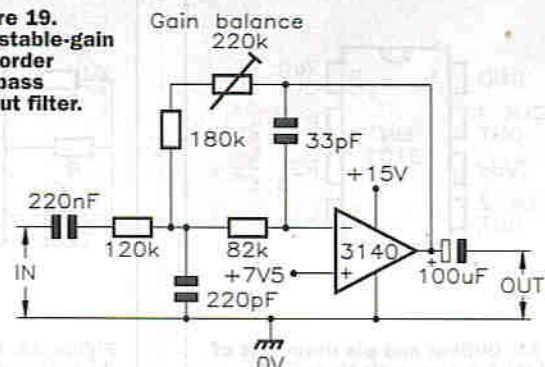 re 19.
stable-gain
order
pass
ut filter.
Gain balance
220k
180k
33pF
+15V
220nF
120k
82k
−
3140
+
+7V5
IN
220pF
+
100uF
OUT
0V